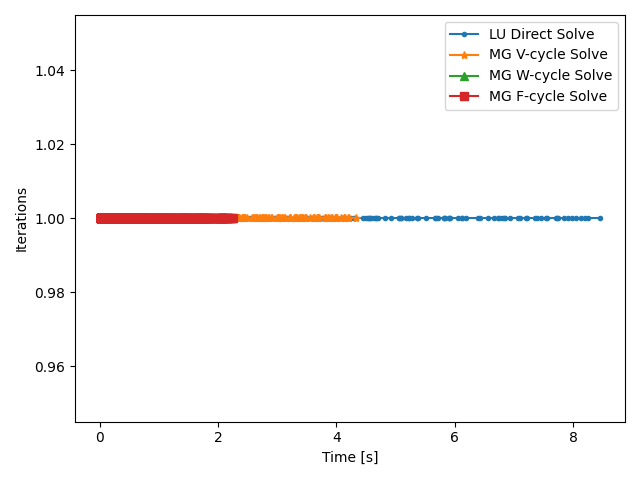 LU Direct Solve
MG V-cycle Solve
MG W-cycle Solve
MG F-cycle Solve
1.04
1.02
1.00
0.98
0.96
Iterations
0 2 4 6 8
Time [s]